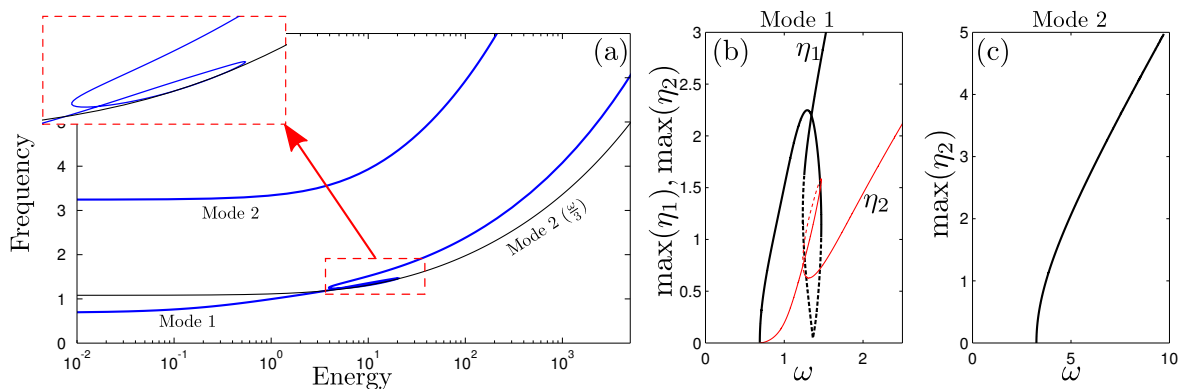 (a)
Frequency
5
4
3
2
1
0
Mode 2
Mode 2 (ω/3)
Mode 1
10^-2
10^-1
10^0
10^1
10^2
10^3
Energy
Mode 1
(b)
η1
η2
max(η1), max(η2)
3
2.5
2
1.5
1
0.5
0
0
1
2
ω
Mode 2
(c)
max(η2)
5
4
3
2
1
0
0
5
10
ω